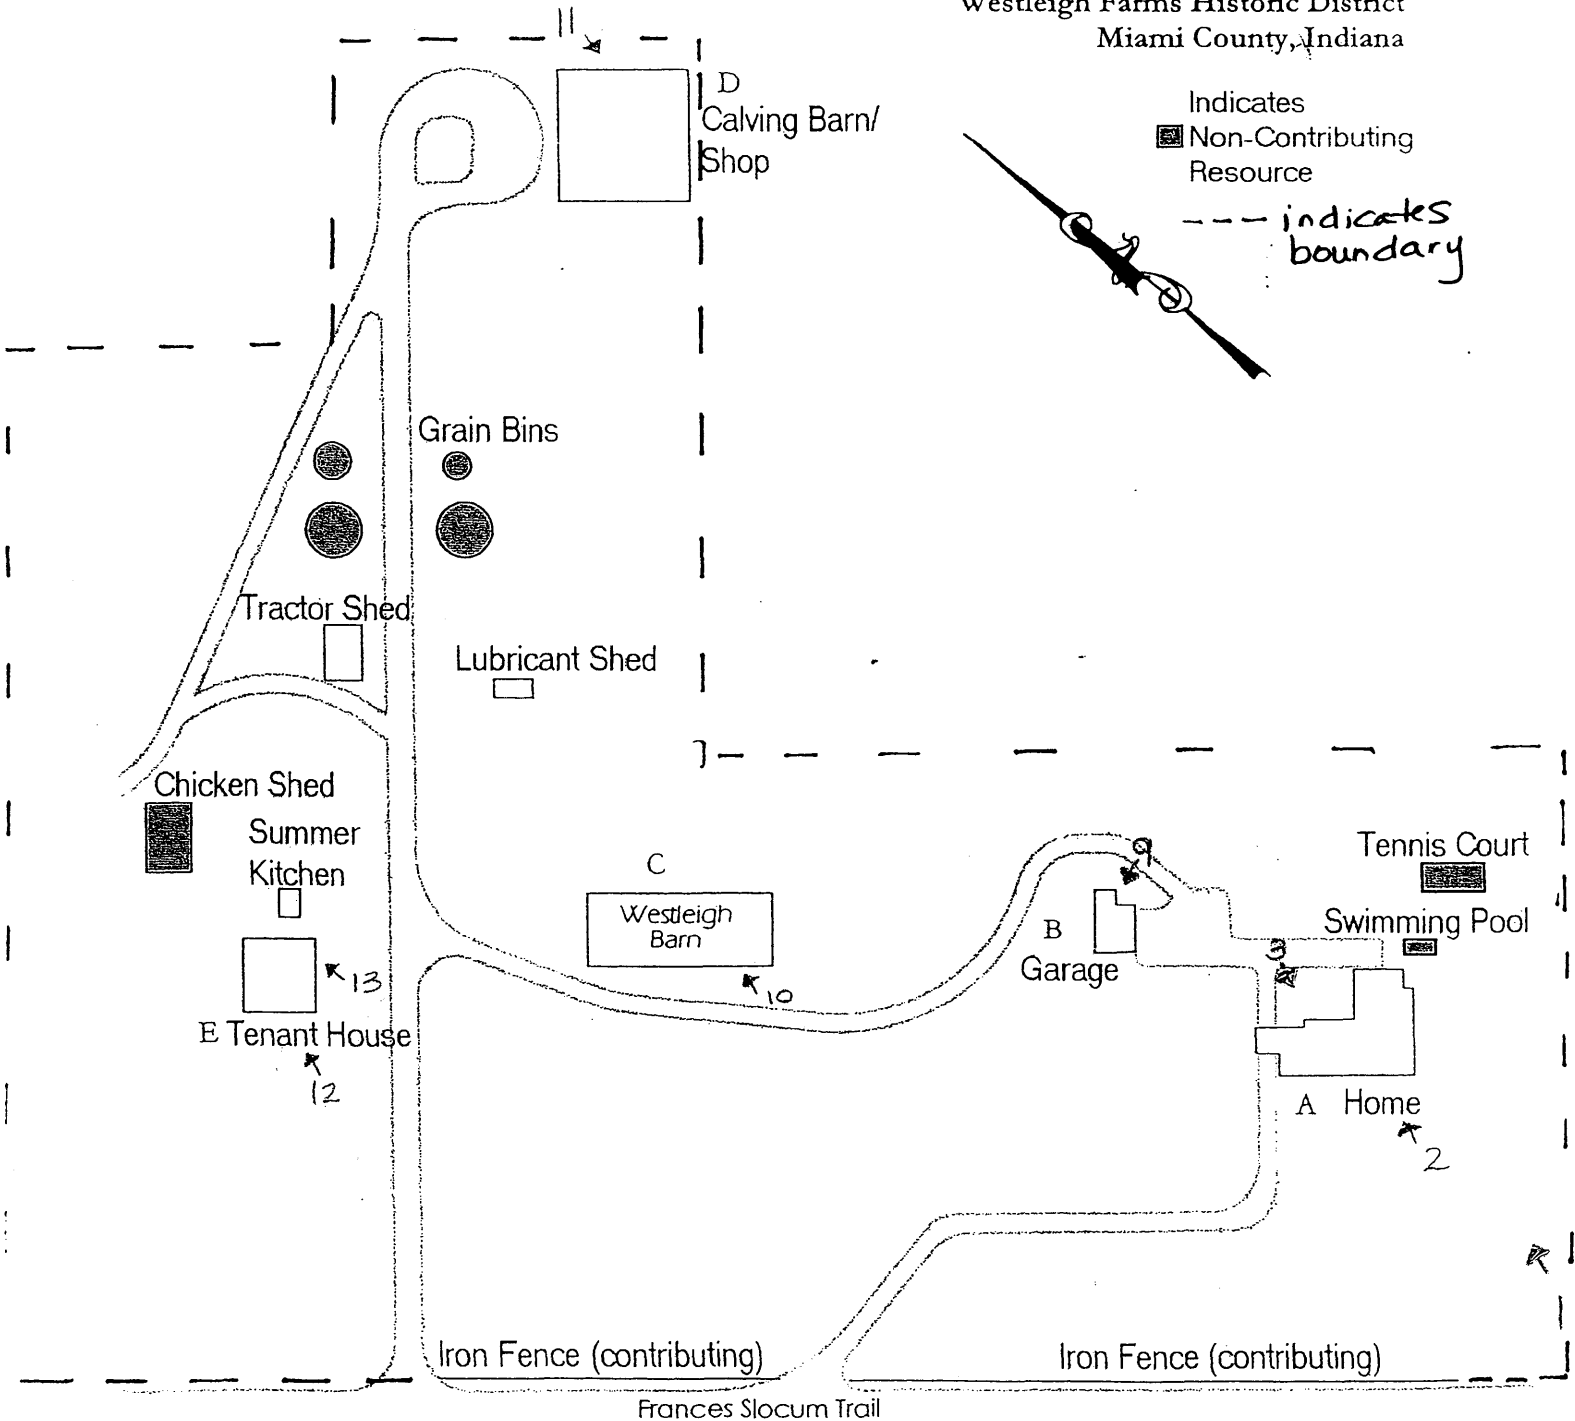 Westleigh Farms Historic District
Miami County, Indiana
Indicates
Non-Contributing
Resource
--- indicates
boundary
11
D
Calving Barn/
Shop
Grain Bins
Tractor Shed
Lubricant Shed
Chicken Shed
Summer
Kitchen
13
E Tenant House
12
C
Westleigh
Barn
10
9
B
Garage
3
Tennis Court
Swimming Pool
A Home
2
Iron Fence (contributing)
Iron Fence (contributing)
Frances Slocum Trail